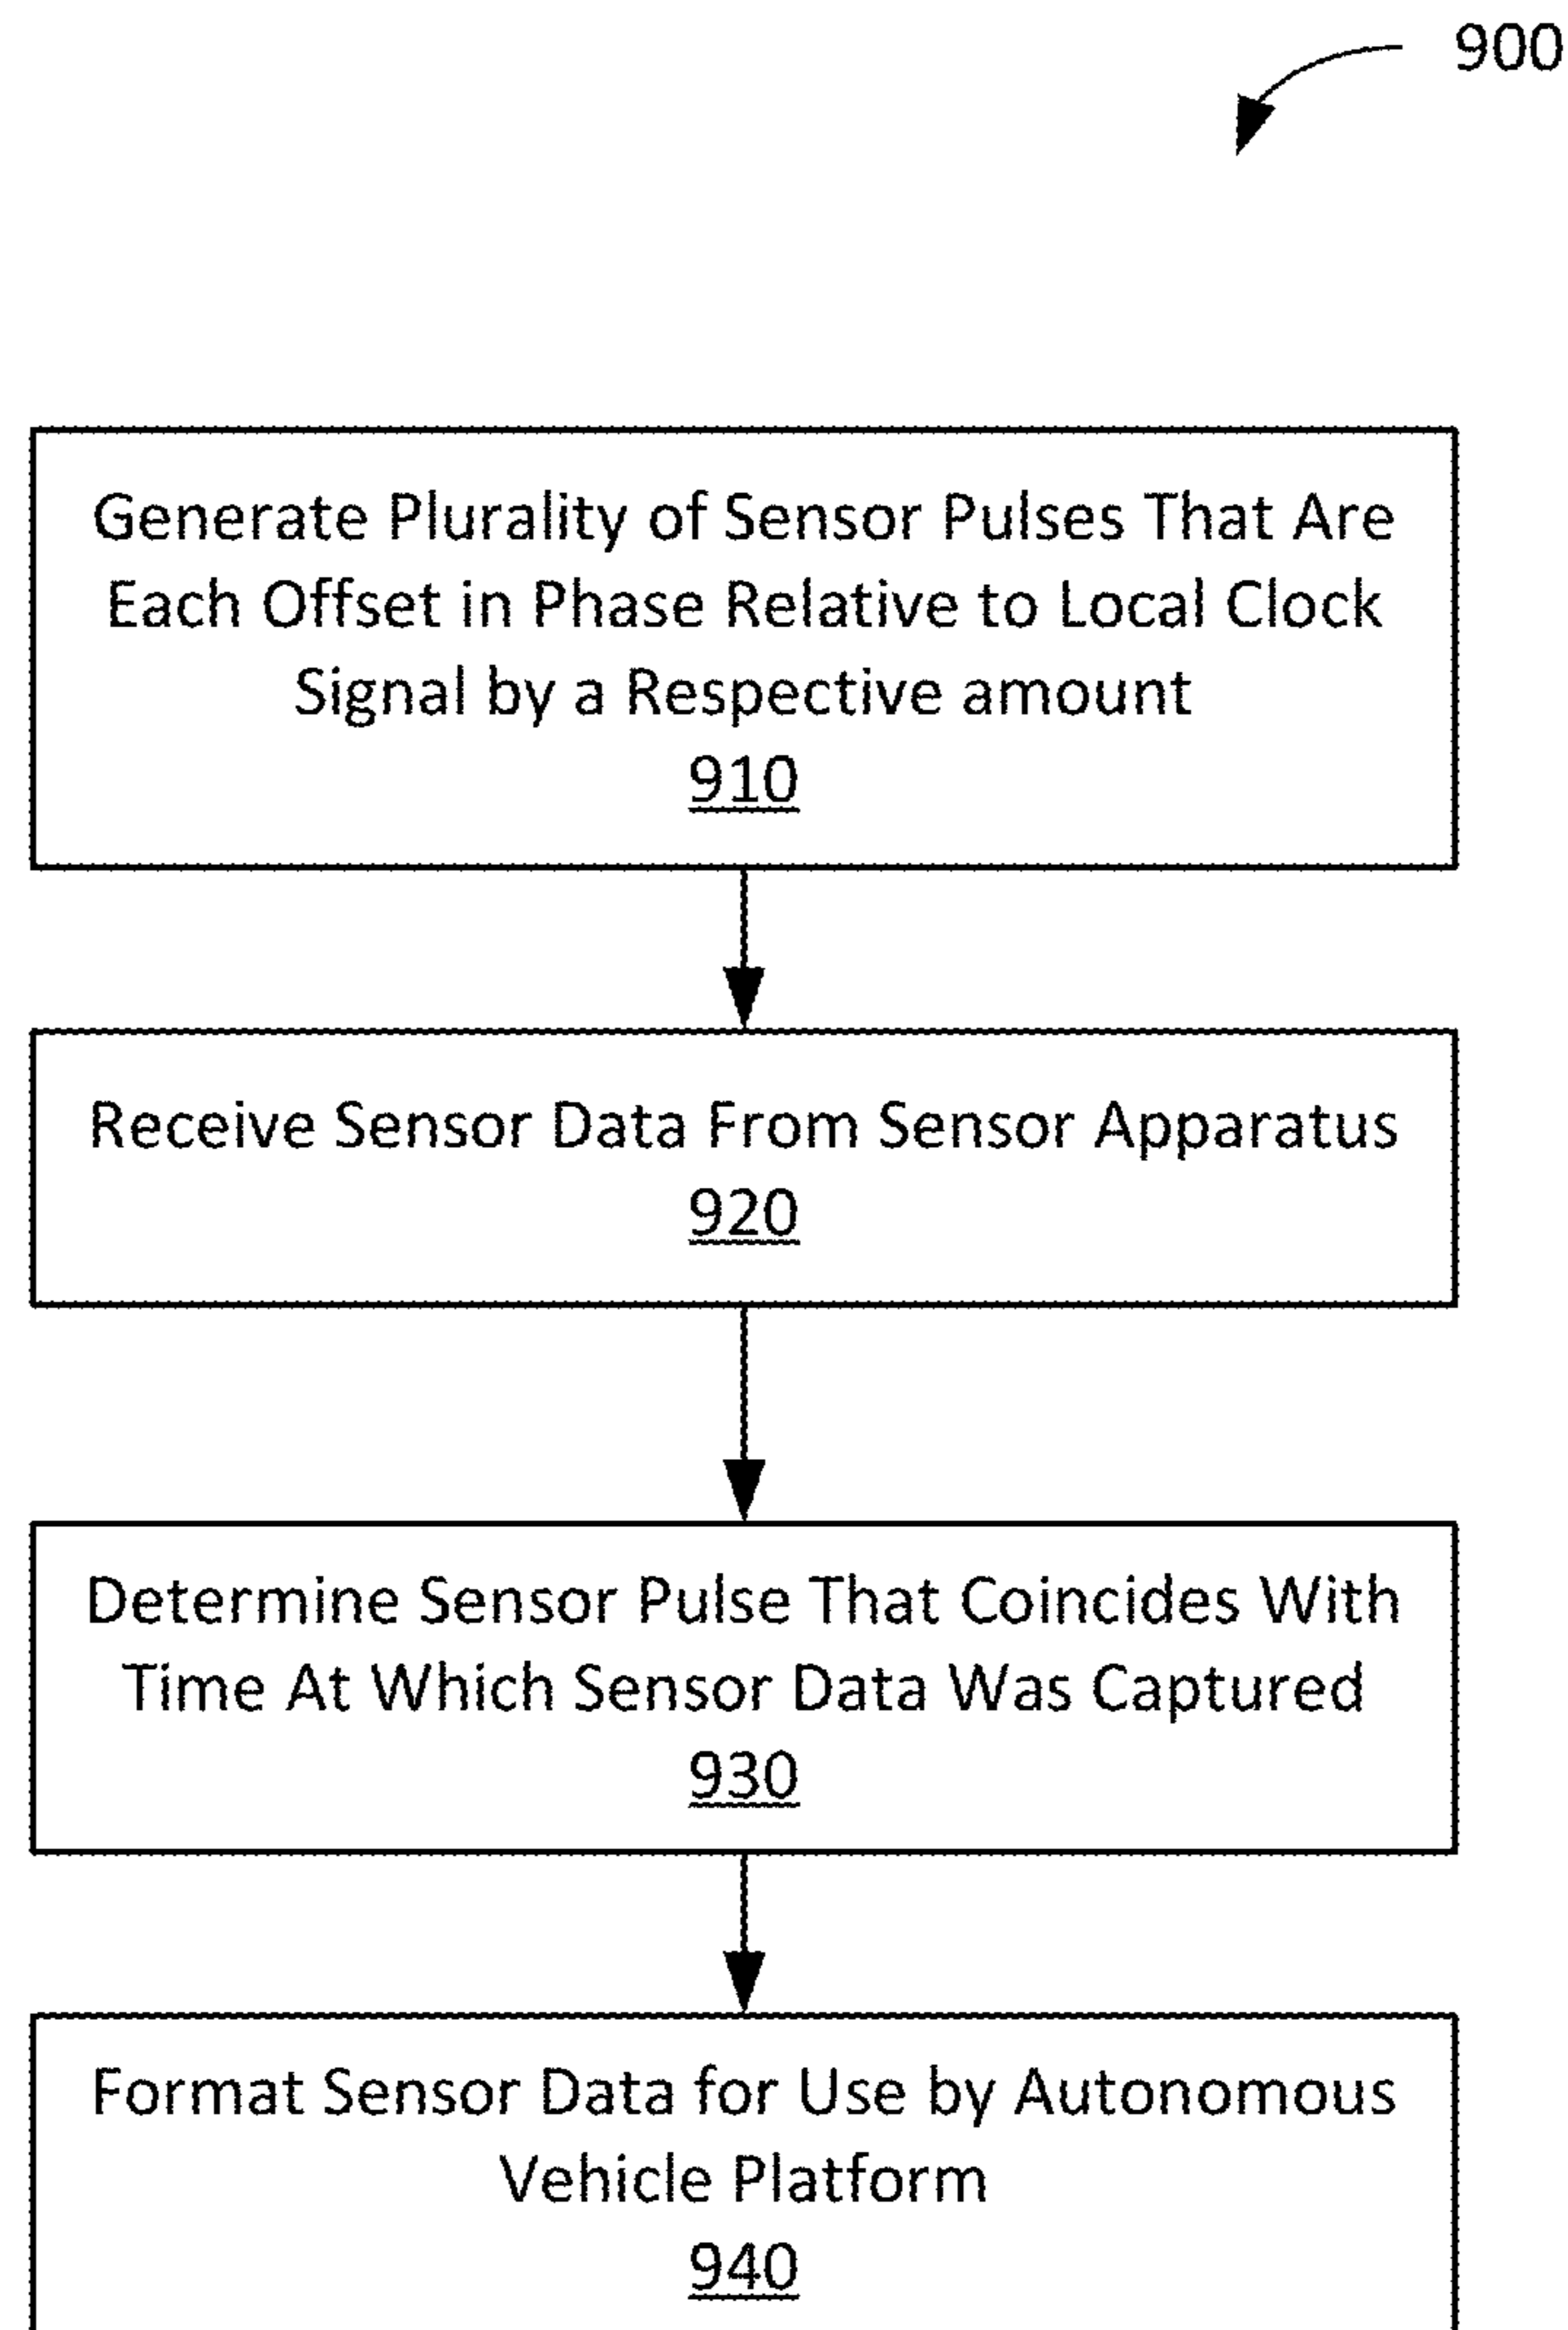 900
Generate Plurality of Sensor Pulses That Are
Each Offset in Phase Relative to Local Clock
Signal by a Respective amount
910
Receive Sensor Data From Sensor Apparatus
920
Determine Sensor Pulse That Coincides With
Time At Which Sensor Data Was Captured
930
Format Sensor Data for Use by Autonomous
Vehicle Platform
940